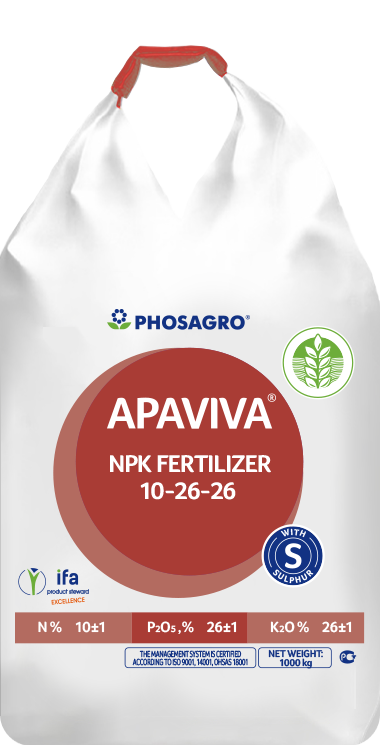 PHOSAGRO®
APAVIVA®
NPK FERTILIZER
10-26-26
WITH
S
SULPHUR
ifa
product steward
EXCELLENCE
N % 10±1 P₂O₅,% 26±1 K₂O % 26±1
THE MANAGEMENT SYSTEM IS CERTIFIED
ACCORDING TO ISO 9001, 14001, OHSAS 18001
NET WEIGHT:
1000 kg